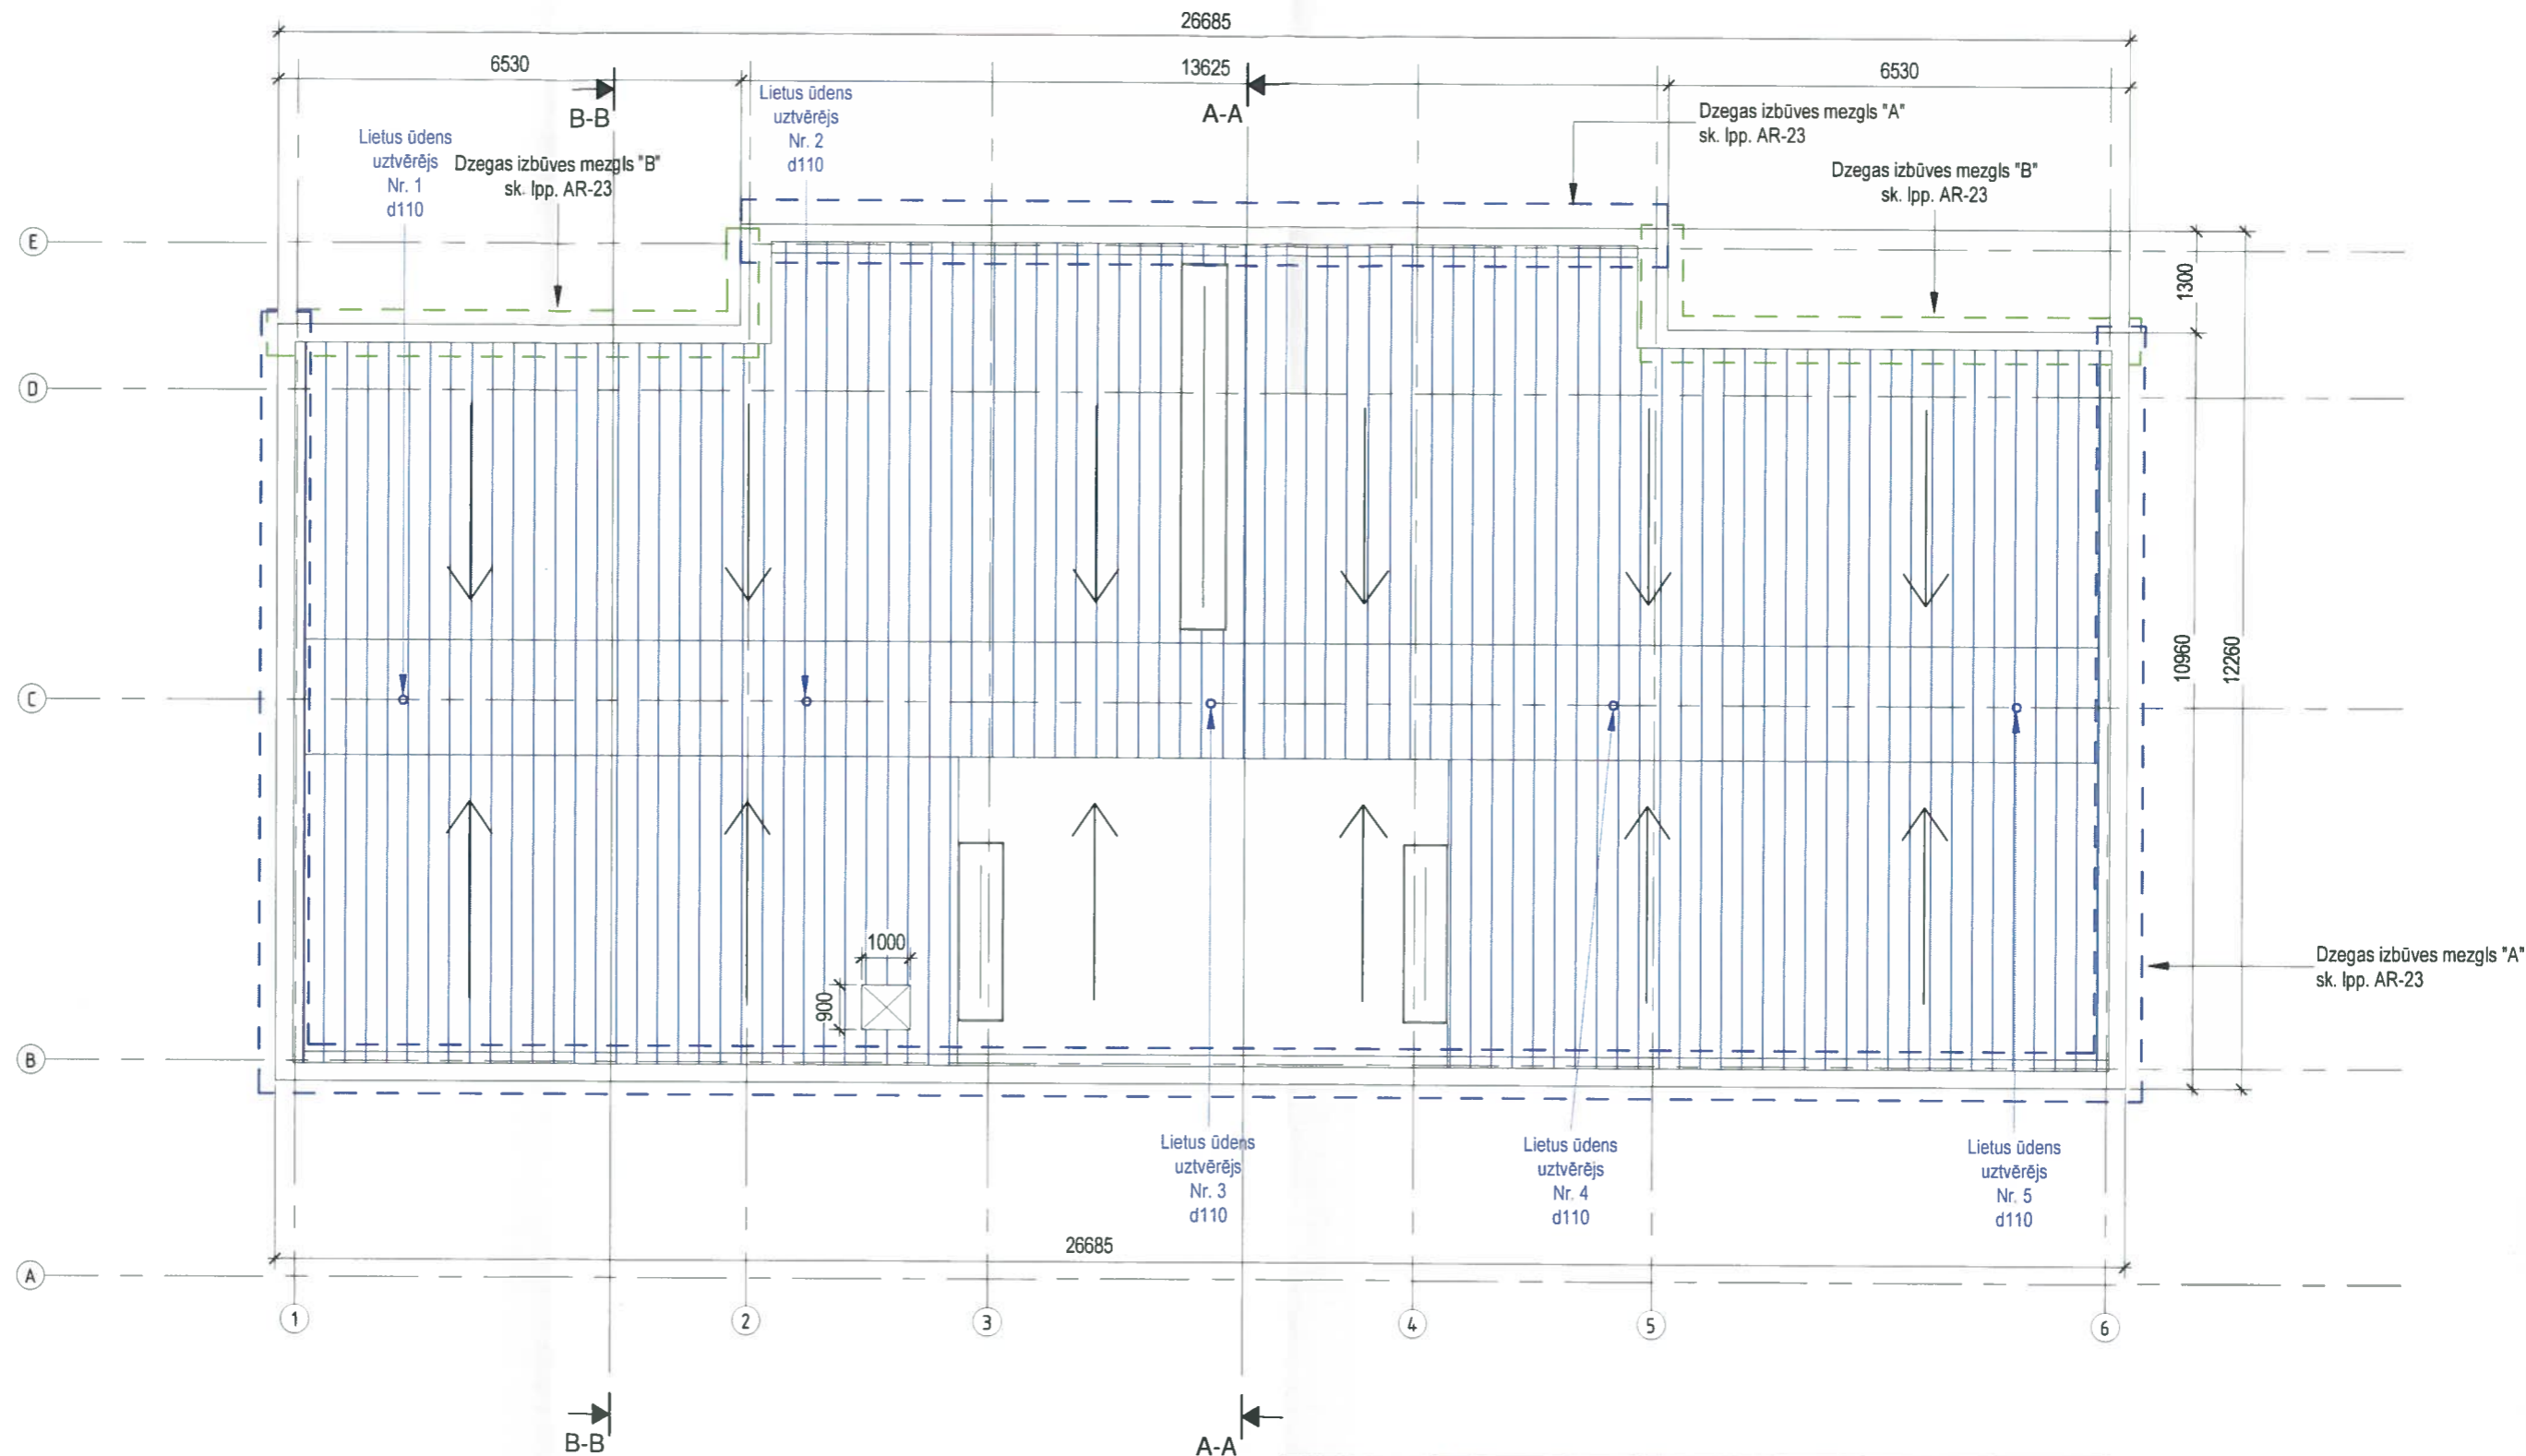 26685
6530
13625
6530
B-B
A-A
Lietus ūdens
uztvērējs
Nr. 1
d110
Dzegas izbūves mezgls "B"
sk. lpp. AR-23
Lietus ūdens
uztvērējs
Nr. 2
d110
Dzegas izbūves mezgls "A"
sk. lpp. AR-23
Dzegas izbūves mezgls "B"
sk. lpp. AR-23
E
D
C
B
A
1300
10960
12260
1000
900
Dzegas izbūves mezgls "A"
sk. lpp. AR-23
Lietus ūdens
uztvērējs
Nr. 3
d110
Lietus ūdens
uztvērējs
Nr. 4
d110
Lietus ūdens
uztvērējs
Nr. 5
d110
26685
1
2
3
4
5
6
B-B
A-A